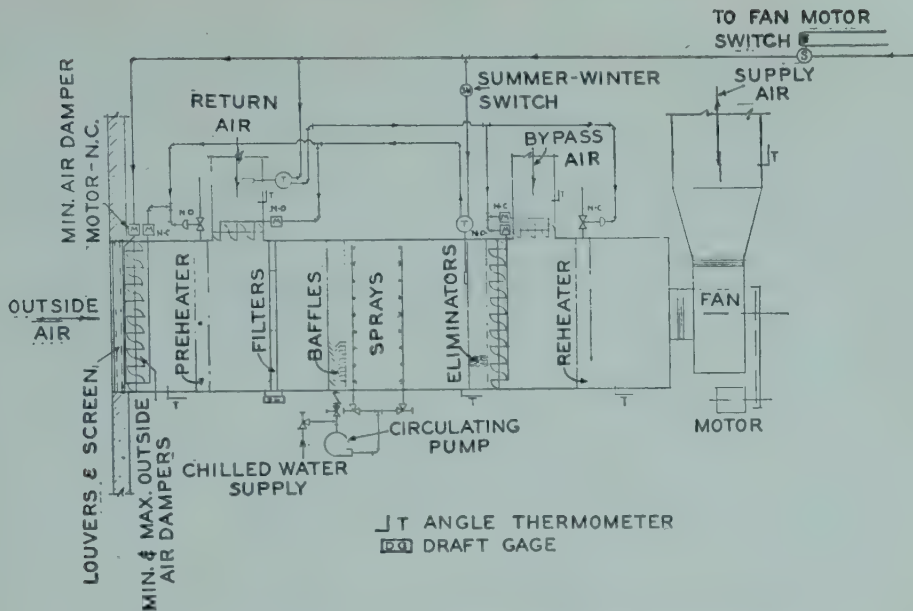 TO FAN MOTOR
SWITCH
S
SUPPLY
AIR
SUMMER-WINTER
SWITCH
SW
RETURN
AIR
BYPASS
AIR
MIN. AIR DAMPER
MOTOR-N.C.
T
T
T
T
T
M
M
N-C
N-O
N-O
M
N-C
N-O
M
M
N-C
OUTSIDE
AIR
PREHEATER
FILTERS
BAFFLES
SPRAYS
ELIMINATORS
REHEATER
FAN
MOTOR
T
DG
T
T
CIRCULATING
PUMP
CHILLED WATER
SUPPLY
LOUVERS & SCREEN
MIN. & MAX. OUTSIDE
AIR DAMPERS
T ANGLE THERMOMETER
DG DRAFT GAGE